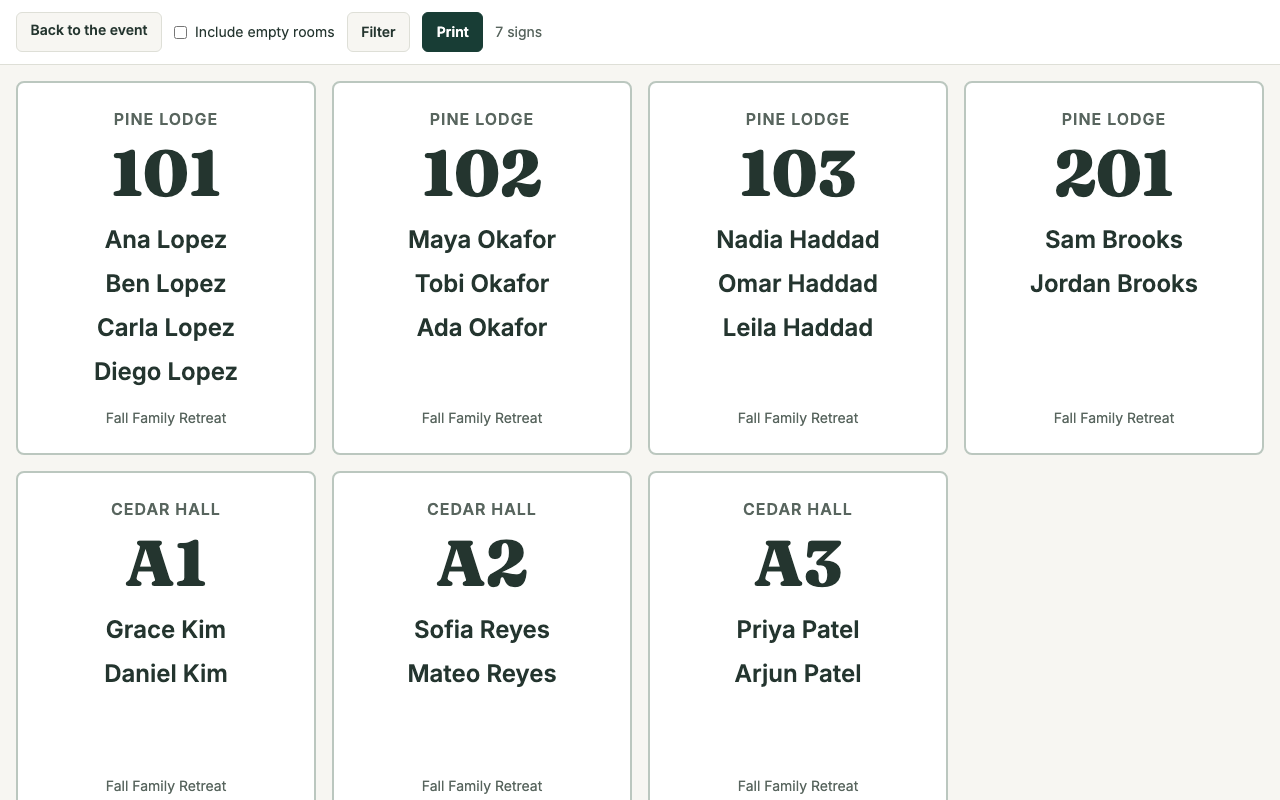 Back to the event
Include empty rooms
Filter
Print
7 signs
PINE LODGE
101
Ana Lopez
Ben Lopez
Carla Lopez
Diego Lopez
Fall Family Retreat
PINE LODGE
102
Maya Okafor
Tobi Okafor
Ada Okafor
Fall Family Retreat
PINE LODGE
103
Nadia Haddad
Omar Haddad
Leila Haddad
Fall Family Retreat
PINE LODGE
201
Sam Brooks
Jordan Brooks
Fall Family Retreat
CEDAR HALL
A1
Grace Kim
Daniel Kim
Fall Family Retreat
CEDAR HALL
A2
Sofia Reyes
Mateo Reyes
Fall Family Retreat
CEDAR HALL
A3
Priya Patel
Arjun Patel
Fall Family Retreat